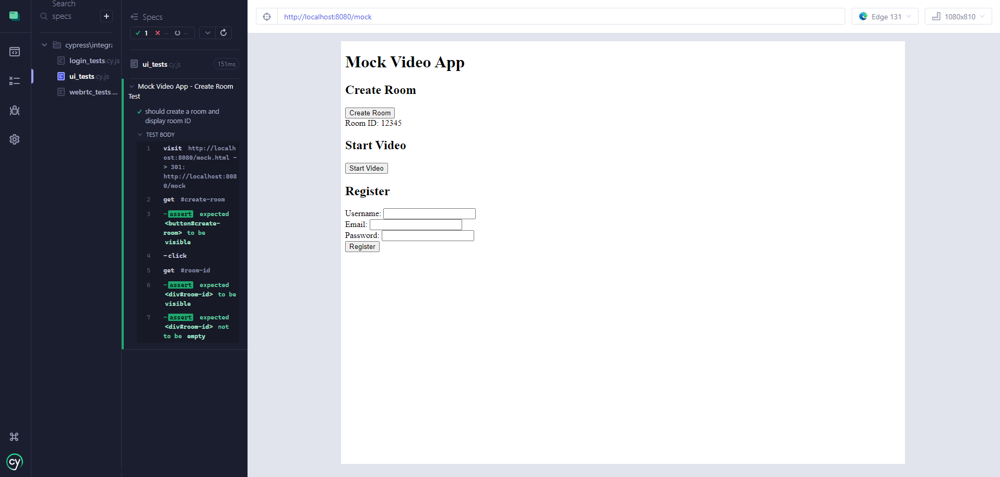 Search
specs
+
cypress\integra
login_tests.cy.js
ui_tests.cy.js
webrtc_tests....
cy
Specs
1 -- --
ui_tests.cy.js 151ms
Mock Video App - Create Room
Test
should create a room and
display room ID
TEST BODY
1 visit http://localh
ost:8080/mock.html -
> 301:
http://localhost:808
0/mock
2 get #create-room
3 -assert expected
<button#create-
room> to be
visible
4 -click
5 get #room-id
6 -assert expected
<div#room-id> to be
visible
7 -assert expected
<div#room-id> not
to be empty
http://localhost:8080/mock
Edge 131
1080x810
Mock Video App
Create Room
Create Room
Room ID: 12345
Start Video
Start Video
Register
Username:
Email:
Password:
Register